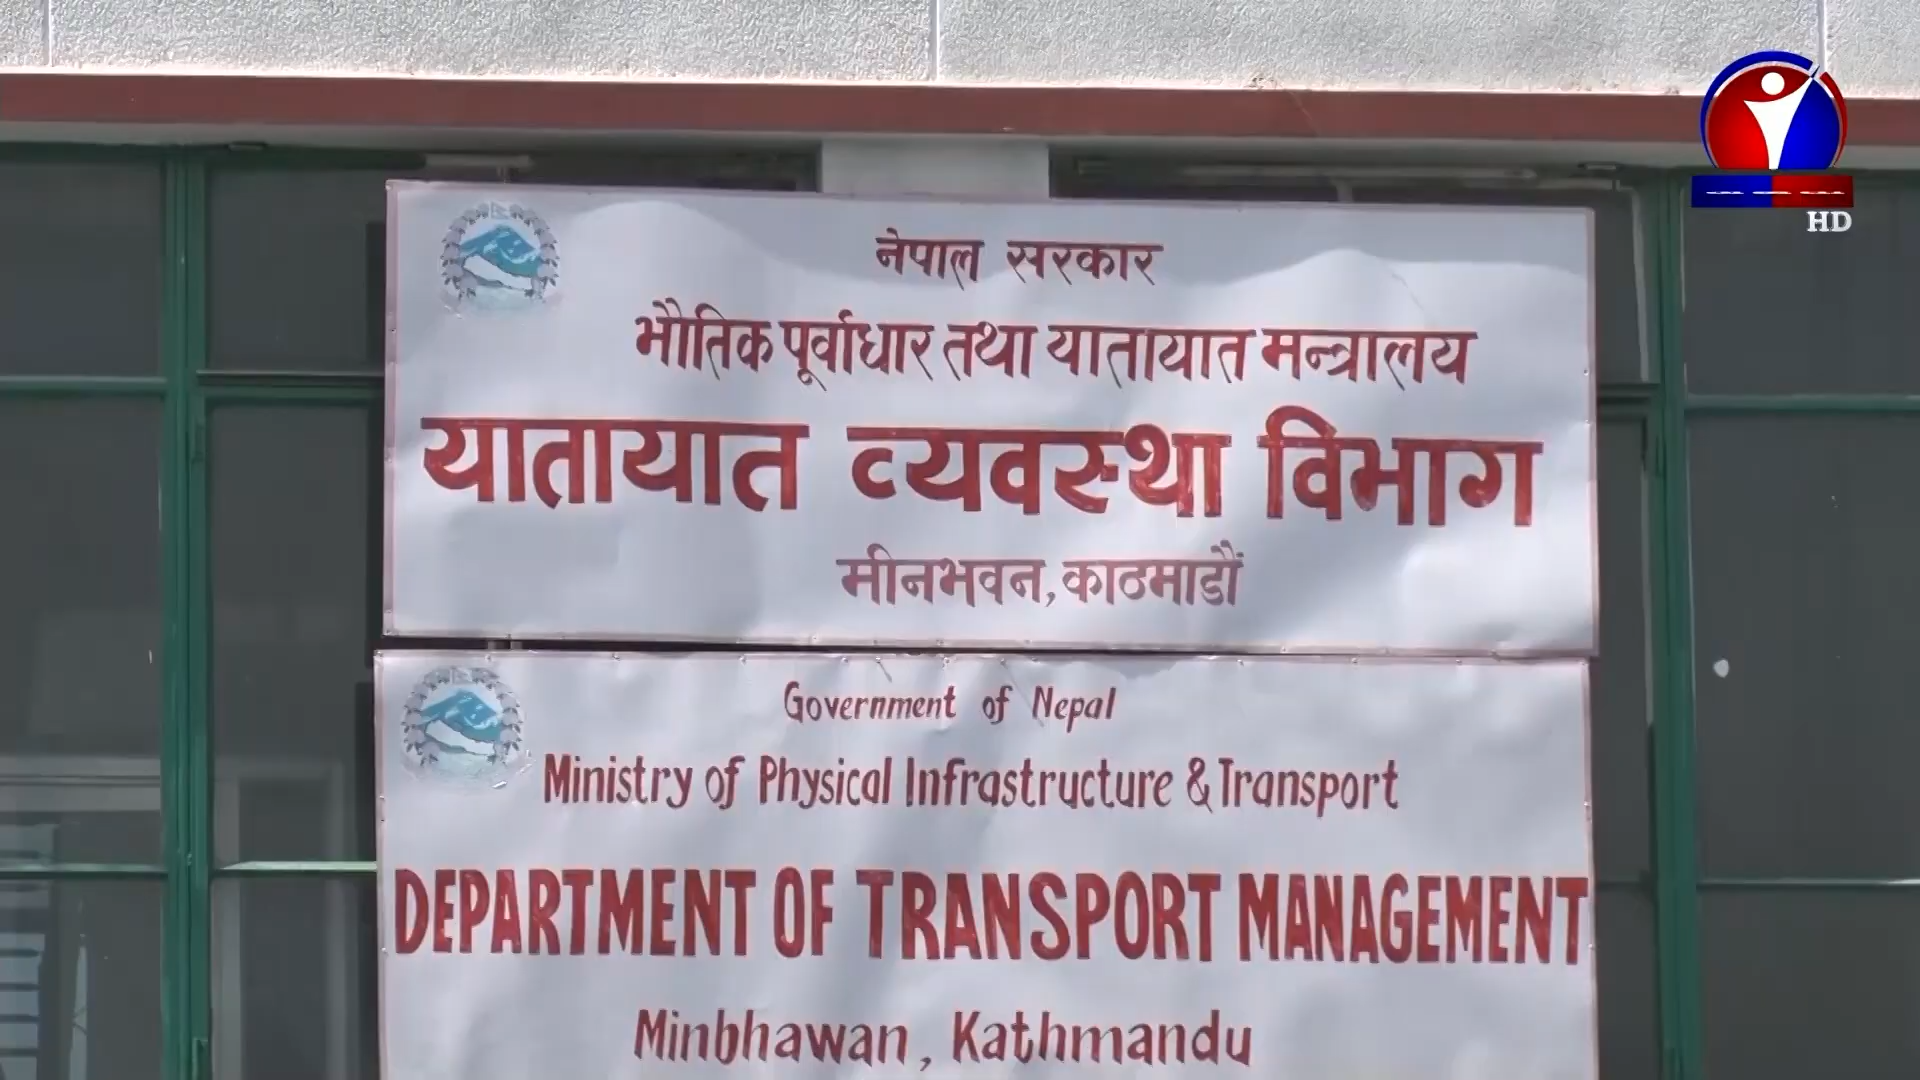 नेपाल सरकार
भौतिक पूर्वाधार तथा यातायात मन्त्रालय
यातायात व्यवस्था विभाग
मीनभवन, काठमाडौं
Government of Nepal
Ministry of Physical Infrastructure & Transport
DEPARTMENT OF TRANSPORT MANAGEMENT
Minbhawan, Kathmandu
HD